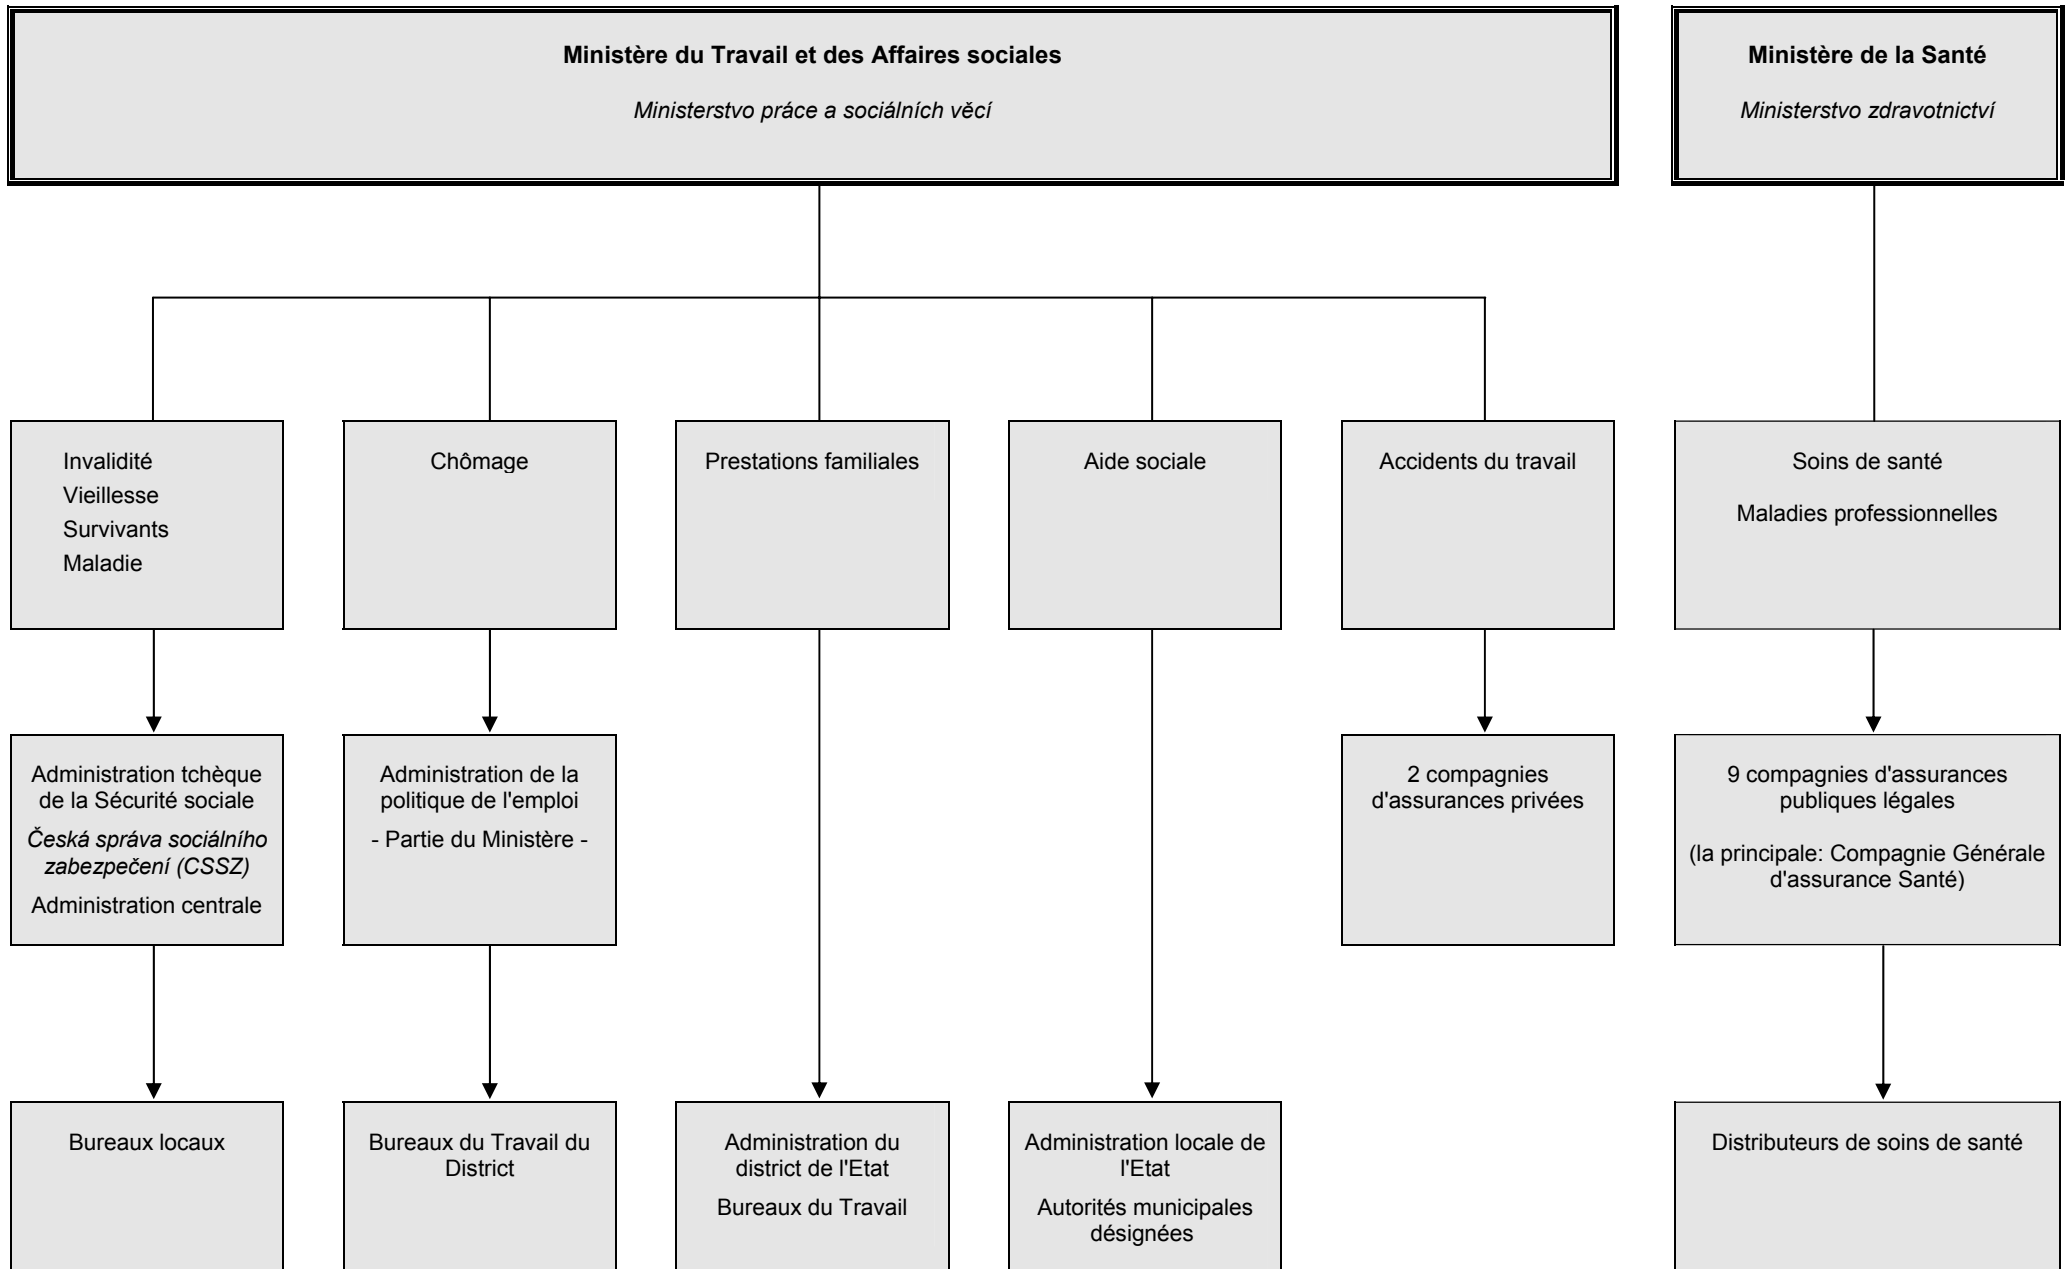 Ministère du Travail et des Affaires sociales
Ministerstvo práce a sociálních věcí
Ministère de la Santé
Ministerstvo zdravotnictví
Invalidité
Vieillesse
Survivants
Maladie
Chômage
Prestations familiales
Aide sociale
Accidents du travail
Soins de santé
Maladies professionnelles
Administration tchèque
de la Sécurité sociale
Česká správa sociálního
zabezpečení (CSSZ)
Administration centrale
Administration de la
politique de l'emploi
- Partie du Ministère -
2 compagnies
d'assurances privées
9 compagnies d'assurances
publiques légales
(la principale: Compagnie Générale
d'assurance Santé)
Bureaux locaux
Bureaux du Travail du
District
Administration du
district de l'Etat
Bureaux du Travail
Administration locale de
l'Etat
Autorités municipales
désignées
Distributeurs de soins de santé